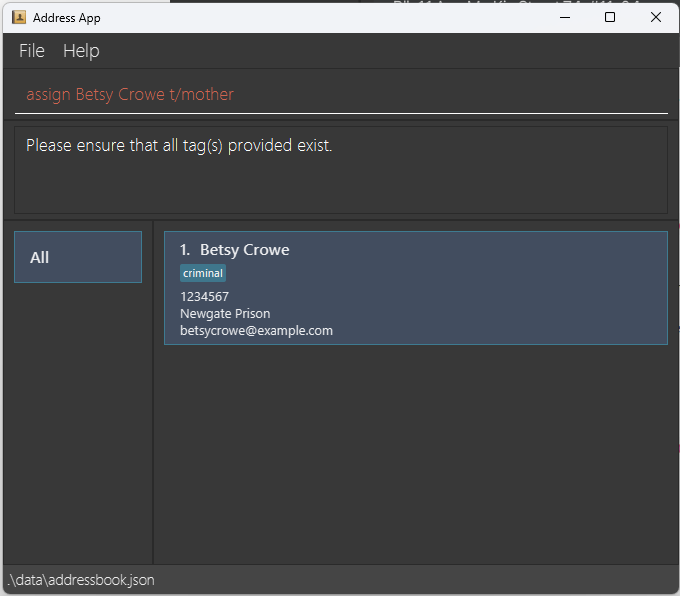 Address App
File Help
assign Betsy Crowe t/mother
Please ensure that all tag(s) provided exist.
All
1. Betsy Crowe
criminal
1234567
Newgate Prison
betsycrowe@example.com
.\data\addressbook.json